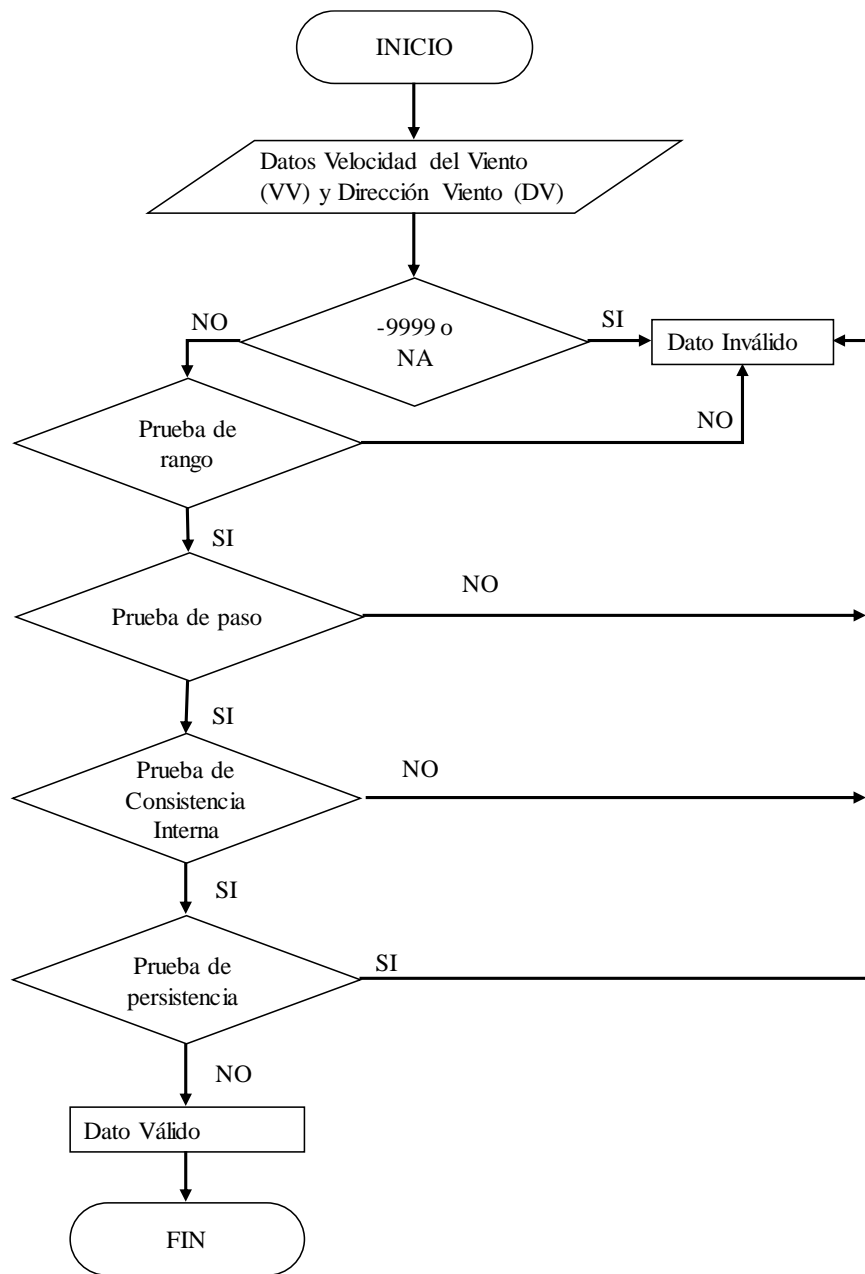 INICIO
Datos Velocidad del Viento
(VV) y Dirección Viento (DV)
NO
-9999 o
NA
SI
Dato Inválido
Prueba de
rango
NO
SI
Prueba de paso
NO
SI
Prueba de
Consistencia
Interna
NO
SI
Prueba de
persistencia
SI
NO
Dato Válido
FIN